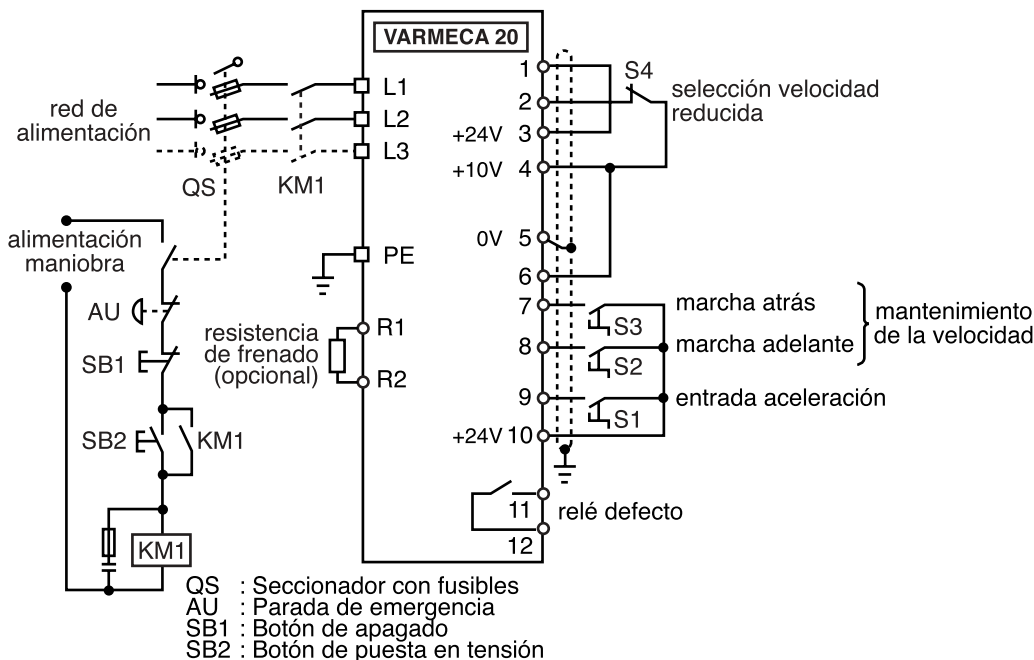 VARMECA 20
red de
alimentación
QS
KM1
L1
L2
L3
PE
R1
R2
1
2
+24V 3
+10V 4
0V 5
6
7
8
9
+24V 10
11
12
S4
selección velocidad
reducida
S3
marcha atrás
S2
marcha adelante
mantenimiento
de la velocidad
S1
entrada aceleración
relé defecto
alimentación
maniobra
AU
SB1
SB2
KM1
KM1
resistencia
de frenado
(opcional)
QS : Seccionador con fusibles
AU : Parada de emergencia
SB1 : Botón de apagado
SB2 : Botón de puesta en tensión